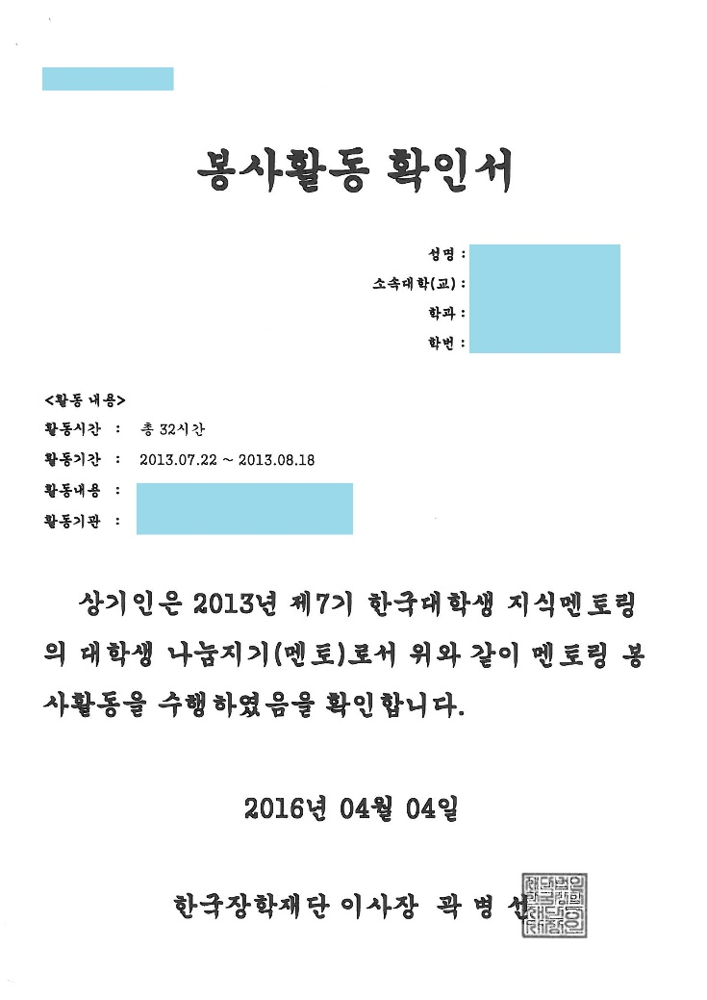 봉사활동 확인서
성명 :
소속대학(교) :
학과 :
학번 :
<활동 내용>
활동시간 : 총 32시간
활동기간 : 2013.07.22 ~ 2013.08.18
활동내용 :
활동기관 :
상기인은 2013년 제7기 한국대학생 지식멘토링
의 대학생 나눔지기(멘토)로서 위와 같이 멘토링 봉
사활동을 수행하였음을 확인합니다.
2016년 04월 04일
한국장학재단 이사장 곽 병 선